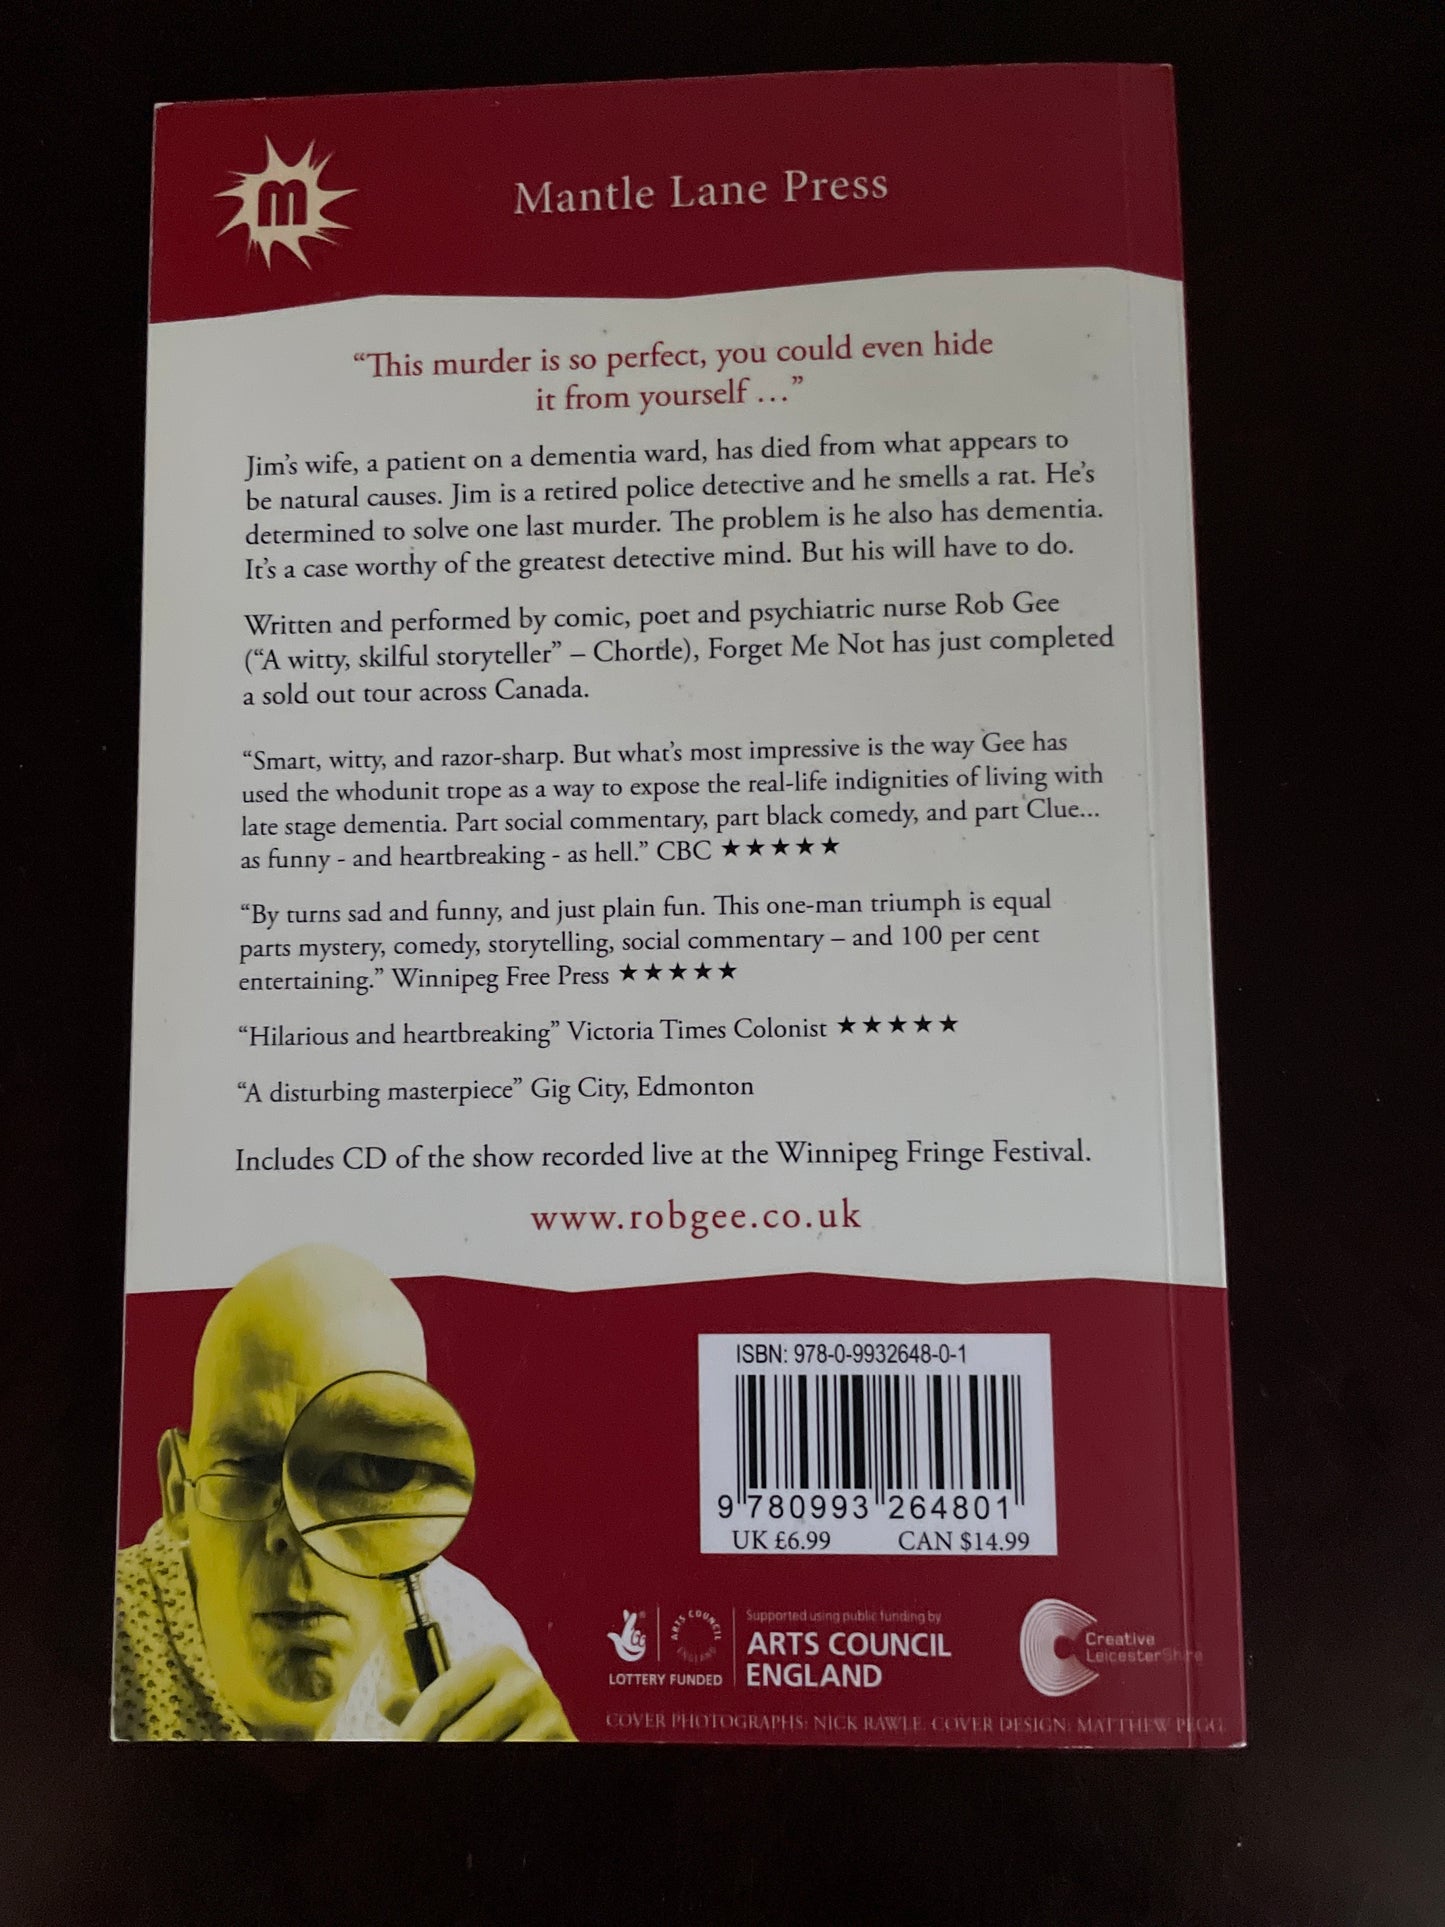 m
Mantle Lane Press
“This murder is so perfect, you could even hide
it from yourself …”
Jim’s wife, a patient on a dementia ward, has died from what appears to
be natural causes. Jim is a retired police detective and he smells a rat. He’s
determined to solve one last murder. The problem is he also has dementia.
It’s a case worthy of the greatest detective mind. But his will have to do.
Written and performed by comic, poet and psychiatric nurse Rob Gee
(“A witty, skilful storyteller” – Chortle), Forget Me Not has just completed
a sold out tour across Canada.
“Smart, witty, and razor-sharp. But what’s most impressive is the way Gee has
used the whodunit trope as a way to expose the real-life indignities of living with
late stage dementia. Part social commentary, part black comedy, and part Clue...
as funny - and heartbreaking - as hell.” CBC ★★★★★
“By turns sad and funny, and just plain fun. This one-man triumph is equal
parts mystery, comedy, storytelling, social commentary – and 100 per cent
entertaining.” Winnipeg Free Press ★★★★★
“Hilarious and heartbreaking” Victoria Times Colonist ★★★★★
“A disturbing masterpiece” Gig City, Edmonton
Includes CD of the show recorded live at the Winnipeg Fringe Festival.
www.robgee.co.uk
ISBN: 978-0-9932648-0-1
9 780993 264801
UK £6.99 CAN $14.99
LOTTERY FUNDED
ARTS COUNCIL ENGLAND
Supported using public funding by
ARTS COUNCIL
ENGLAND
Creative
LeicesterShire
COVER PHOTOGRAPHS: NICK RAWLE. COVER DESIGN: MATTHEW PEGG